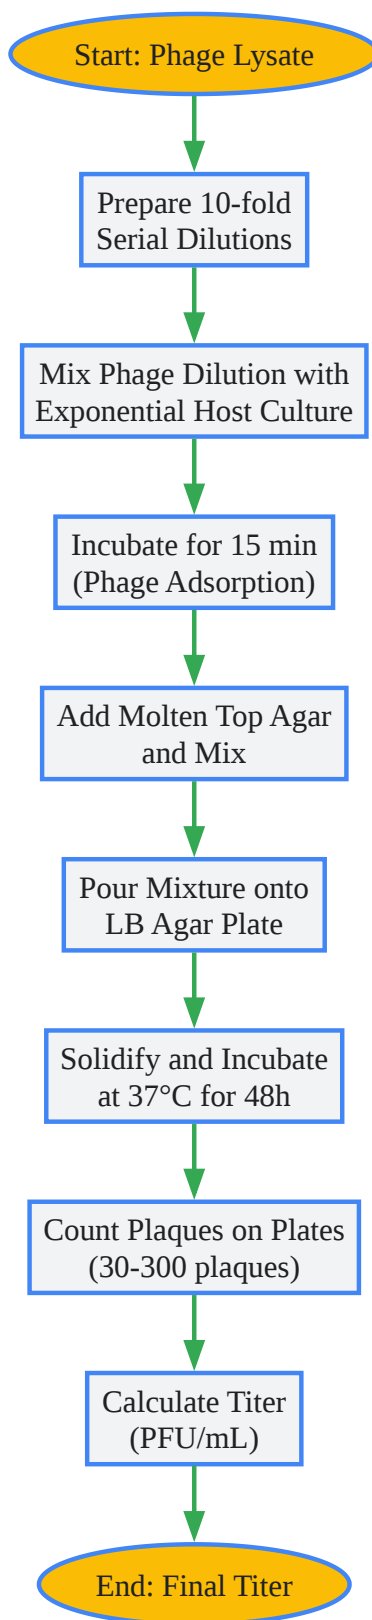 Start: Phage Lysate
Prepare 10-fold
Serial Dilutions
Mix Phage Dilution with
Exponential Host Culture
Incubate for 15 min
(Phage Adsorption)
Add Molten Top Agar
and Mix
Pour Mixture onto
LB Agar Plate
Solidify and Incubate
at 37°C for 48h
Count Plaques on Plates
(30-300 plaques)
Calculate Titer
(PFU/mL)
End: Final Titer